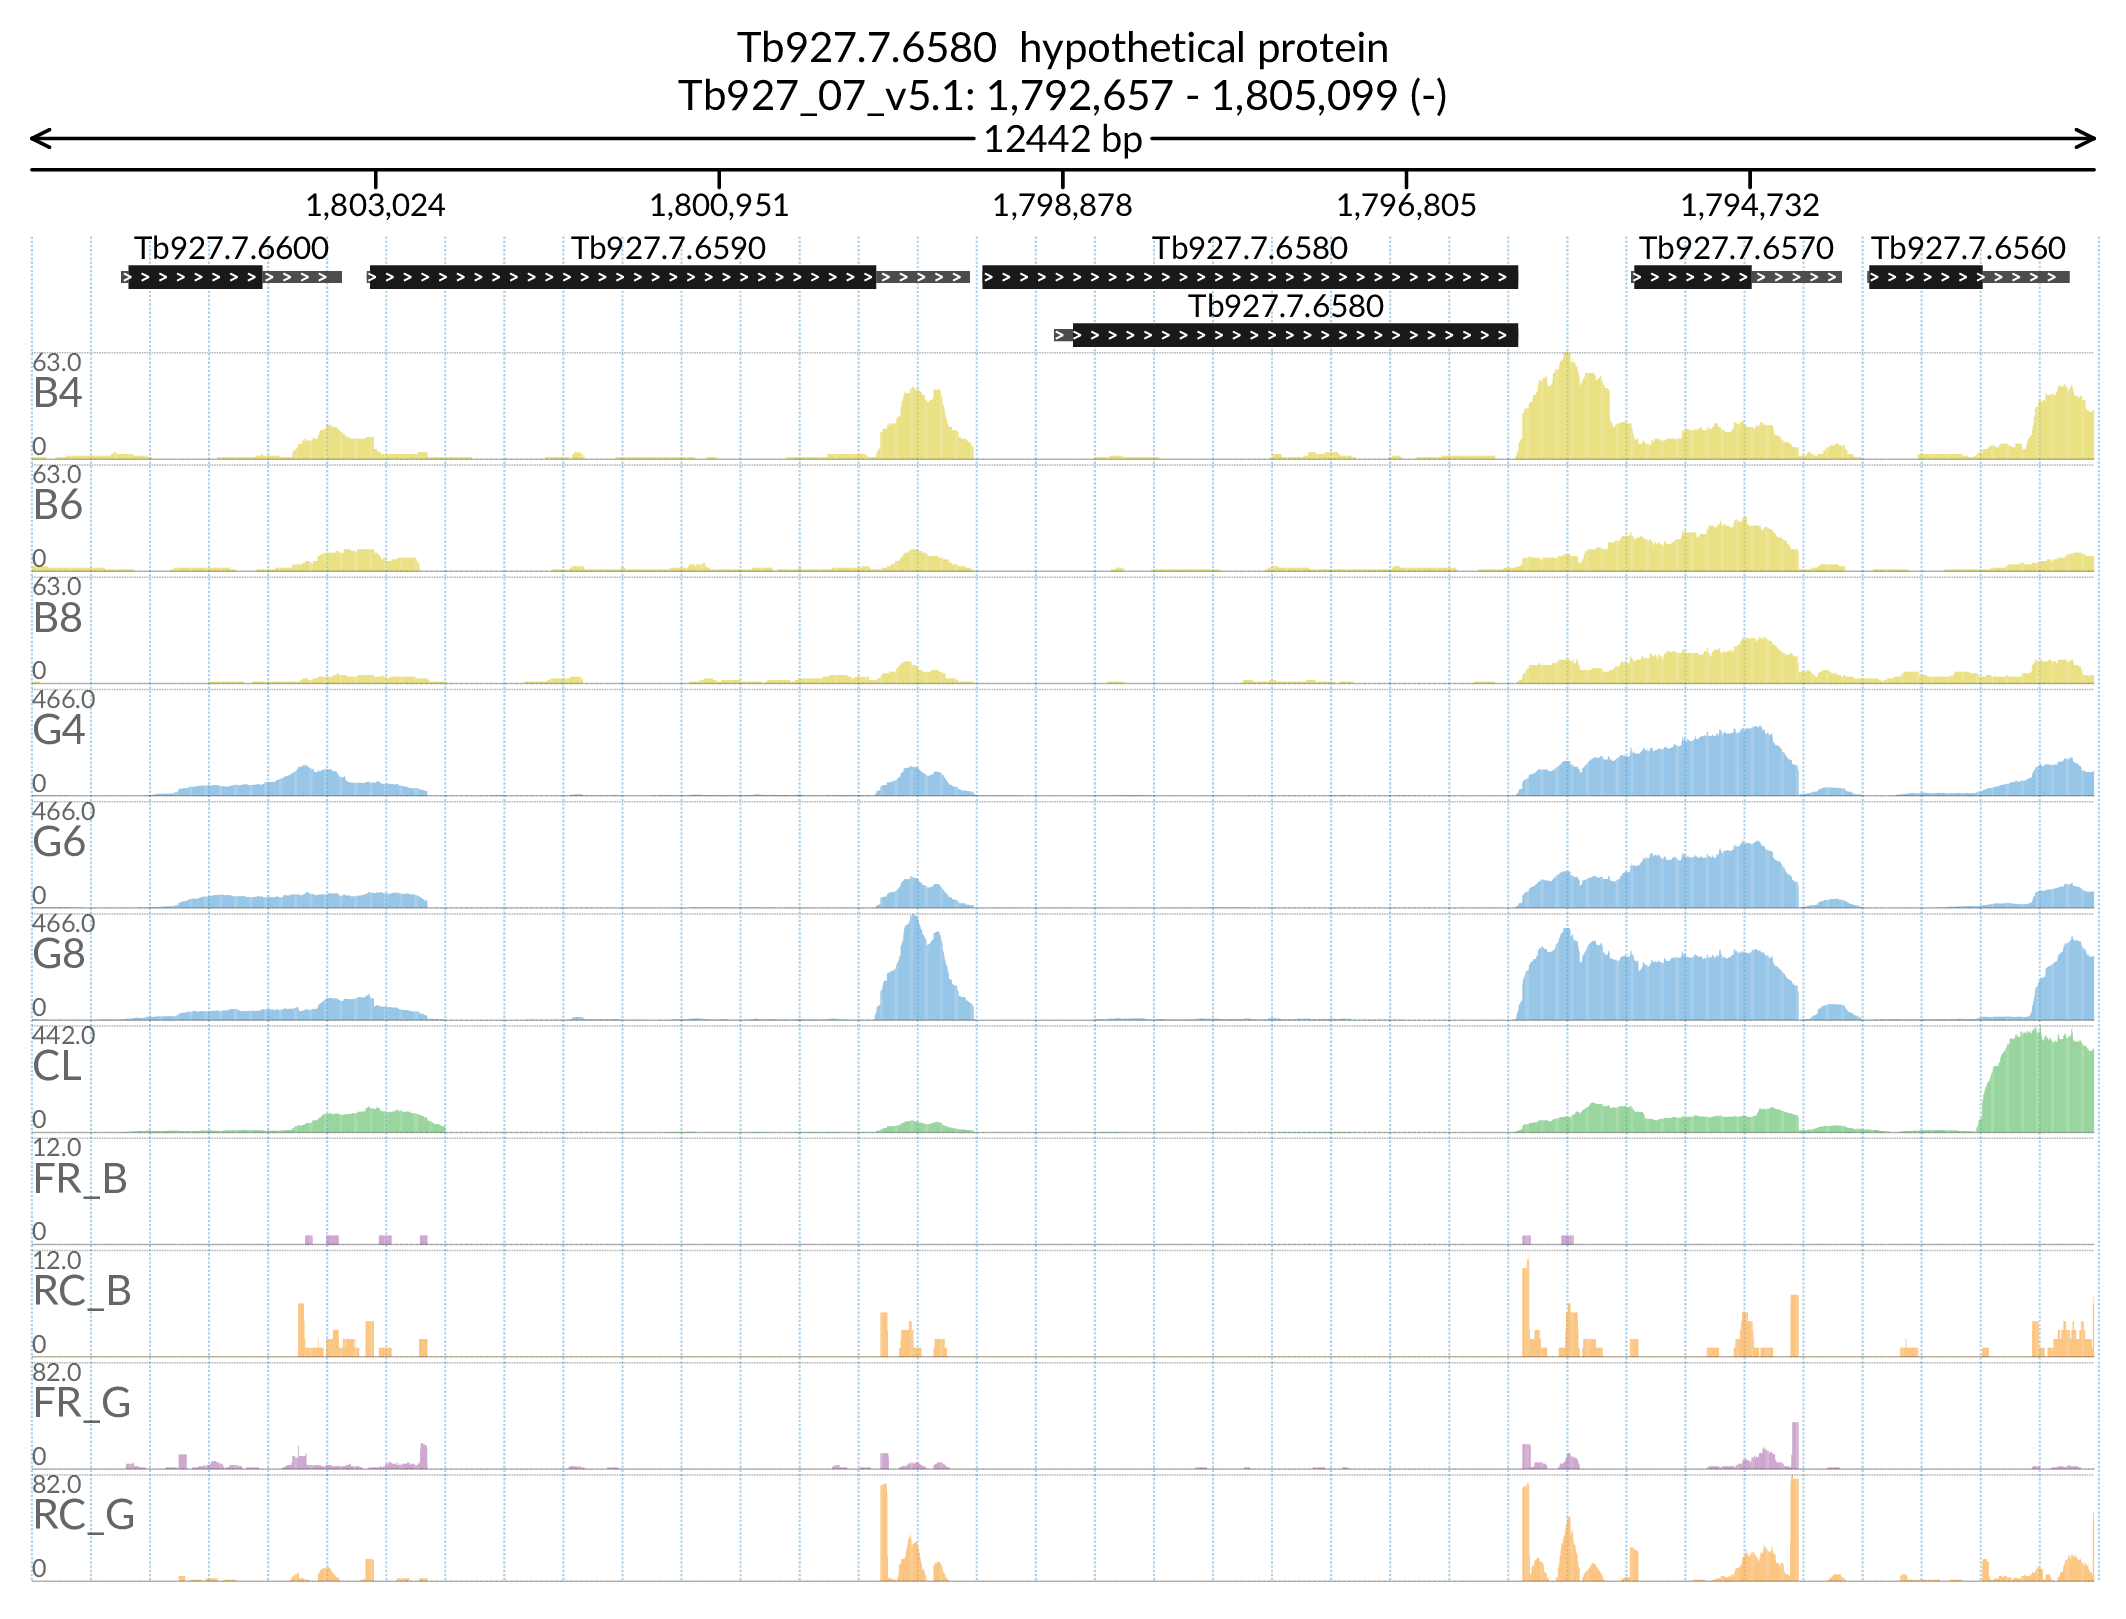 Tb927.7.6580  hypothetical protein
Tb927_07_v5.1: 1,792,657 - 1,805,099 (-)
12442 bp
1,803,024 1,800,951 1,798,878 1,796,805 1,794,732
Tb927.7.6600 Tb927.7.6590 Tb927.7.6580 Tb927.7.6570 Tb927.7.6560
Tb927.7.6580
63.0
B4
0
63.0
B6
0
63.0
B8
0
466.0
G4
0
466.0
G6
0
466.0
G8
0
442.0
CL
0
12.0
FR_B
0
12.0
RC_B
0
82.0
FR_G
0
82.0
RC_G
0